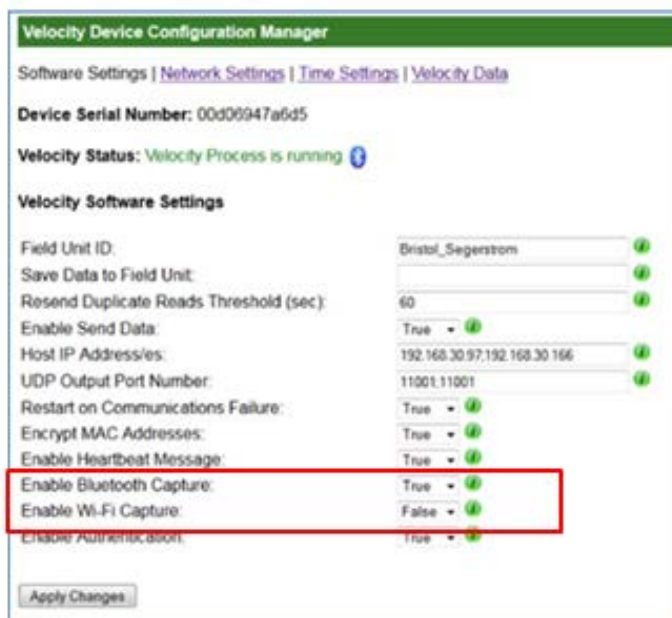 Velocity Device Configuration Manager
Software Settings | Network Settings | Time Settings | Velocity Data
Device Serial Number: 00d06947a6d5
Velocity Status: Velocity Process is running
Velocity Software Settings
Field Unit ID: Bristol_Segerstrom
Save Data to Field Unit:
Resend Duplicate Reads Threshold (sec): 60
Enable Send Data: True
Host IP Address/es: 192.168.30.97;192.168.30.166
UDP Output Port Number: 11001;11001
Restart on Communications Failure: True
Encrypt MAC Addresses: True
Enable Heartbeat Message: True
Enable Bluetooth Capture: True
Enable Wi-Fi Capture: False
Enable Authentication: True
Apply Changes